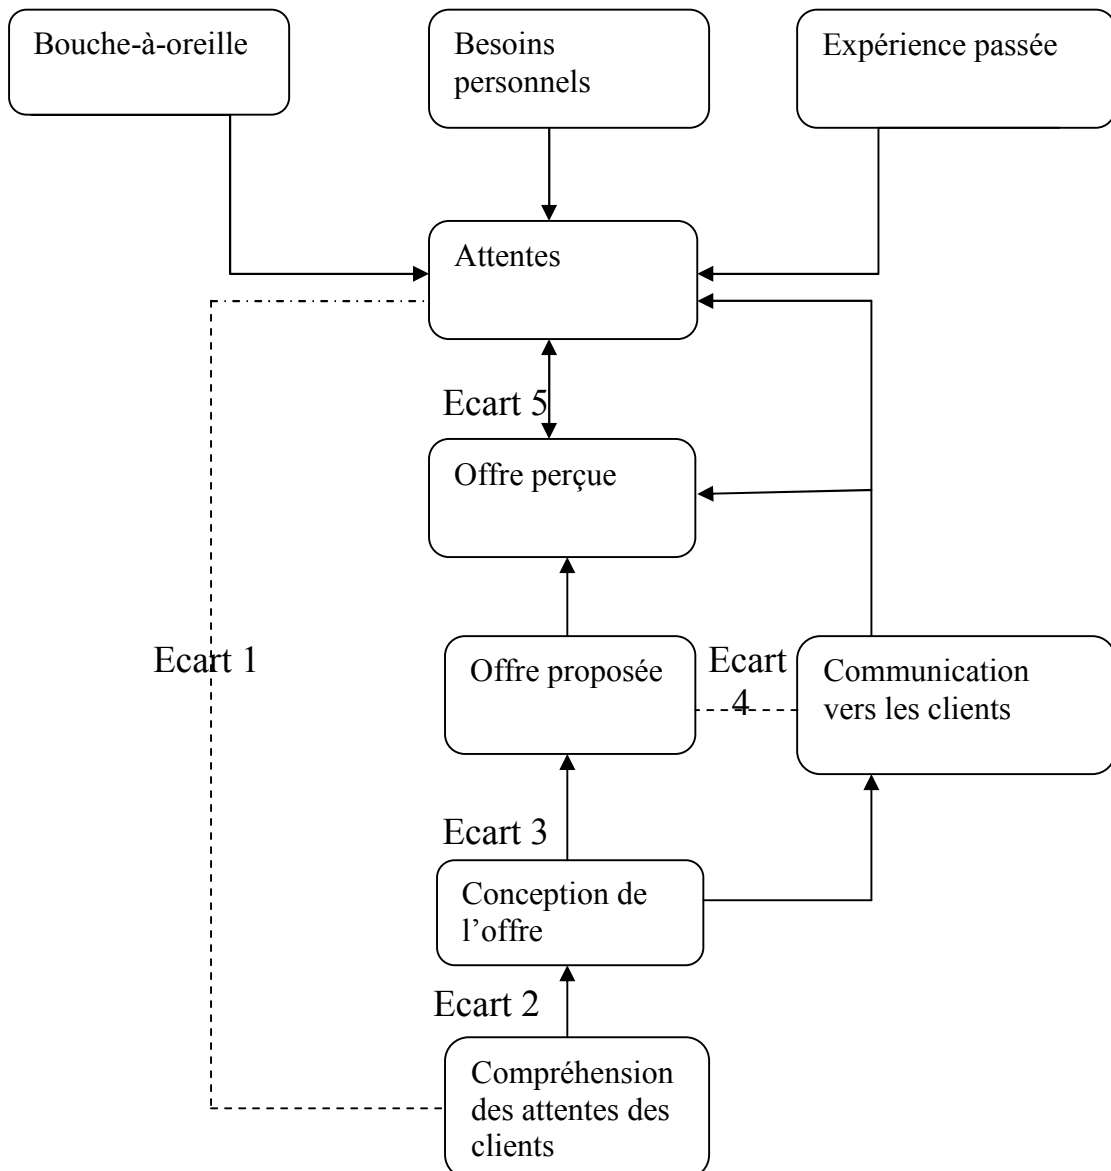 Bouche-à-oreille
Besoins
personnels
Expérience passée
Attentes
Ecart 5
Offre perçue
Ecart 1
Offre proposée
Ecart
4
Communication
vers les clients
Ecart 3
Conception de
l’offre
Ecart 2
Compréhension
des attentes des
clients